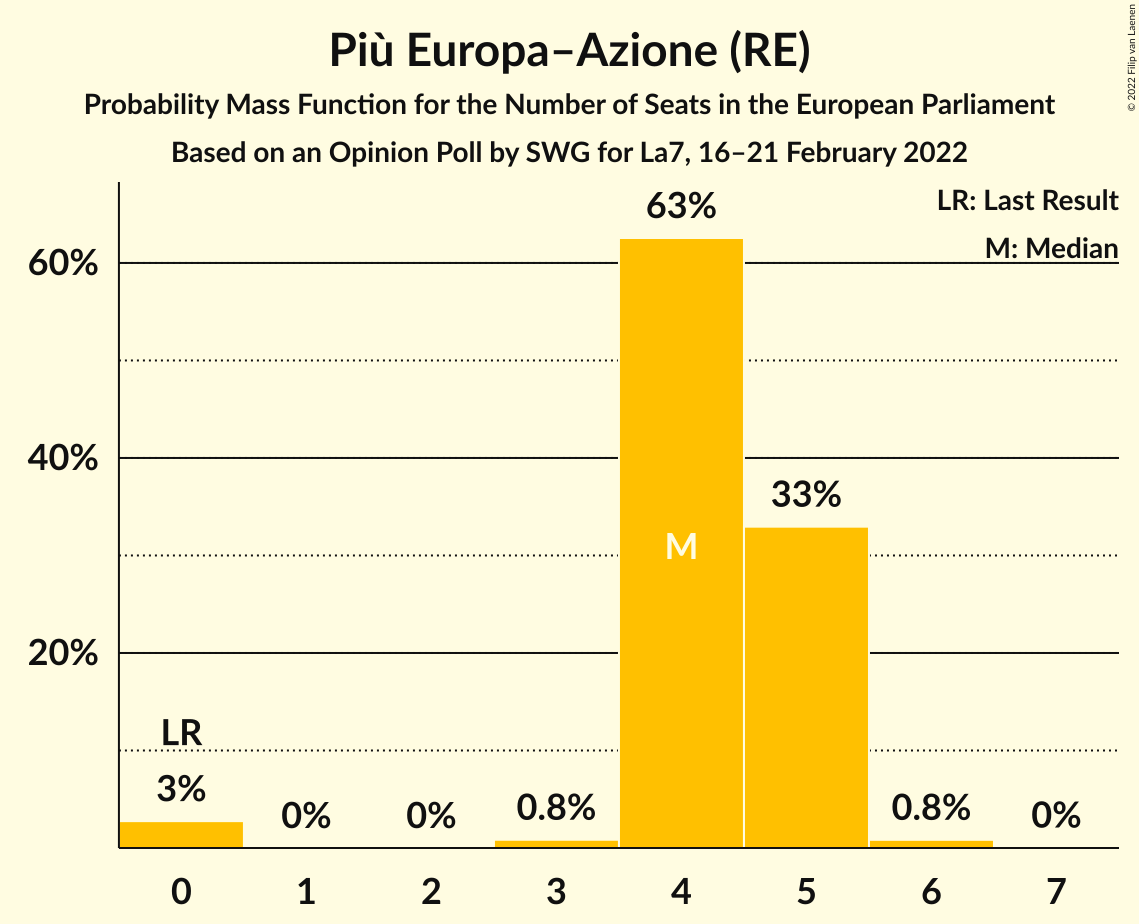 Più Europa–Azione (RE)
Probability Mass Function for the Number of Seats in the European Parliament
Based on an Opinion Poll by SWG for La7, 16–21 February 2022
© 2022 Filip van Laenen
LR: Last Result
M: Median
63%
60%
40%
33%
M
20%
LR
3%
0%
0%
0.8%
0.8%
0%
0 1 2 3 4 5 6 7